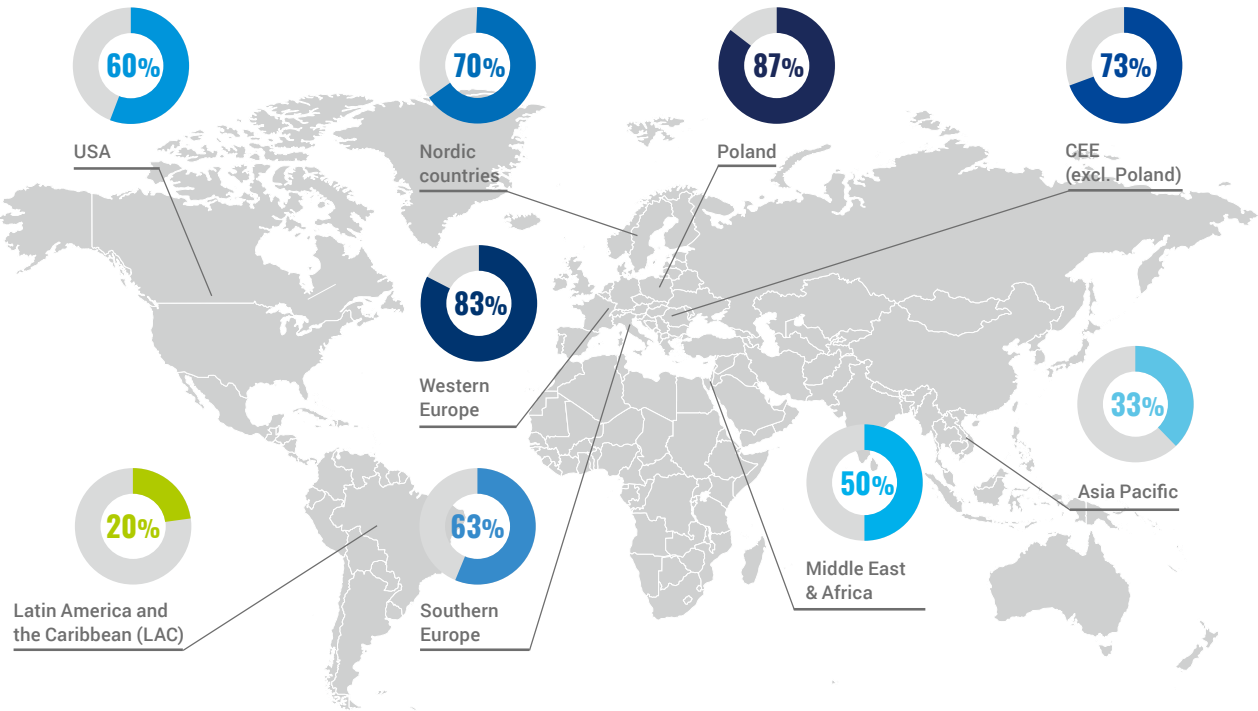 60%
USA
70%
Nordic
countries
87%
Poland
73%
CEE
(excl. Poland)
83%
Western
Europe
33%
Asia Pacific
50%
Middle East
& Africa
20%
Latin America and
the Caribbean (LAC)
63%
Southern
Europe